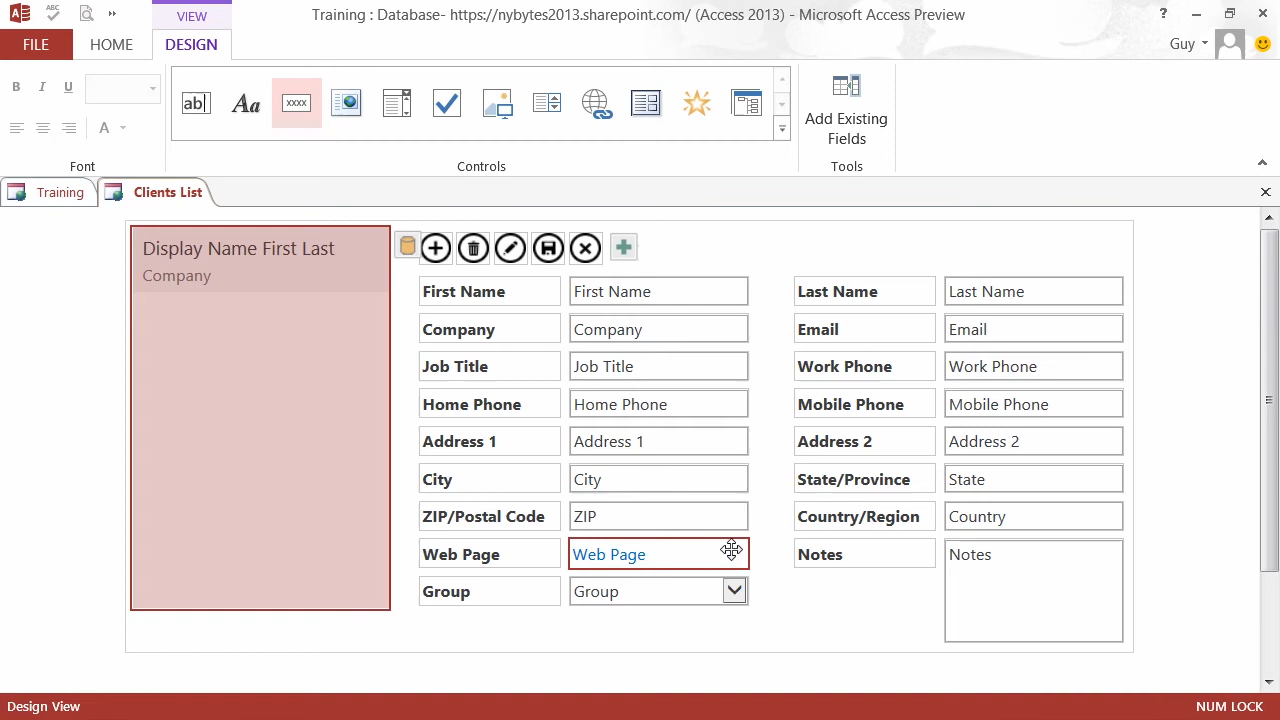 VIEW
Training : Database- https://nybytes2013.sharepoint.com/ (Access 2013) - Microsoft Access Preview
FILE HOME DESIGN Guy
B I U
ab Aa xxxx
A
Add Existing Fields
Font Controls Tools
Training Clients List
Display Name First Last
Company
First Name First Name Last Name Last Name
Company Company Email Email
Job Title Job Title Work Phone Work Phone
Home Phone Home Phone Mobile Phone Mobile Phone
Address 1 Address 1 Address 2 Address 2
City City State/Province State
ZIP/Postal Code ZIP Country/Region Country
Web Page Web Page Notes Notes
Group Group
Design View NUM LOCK